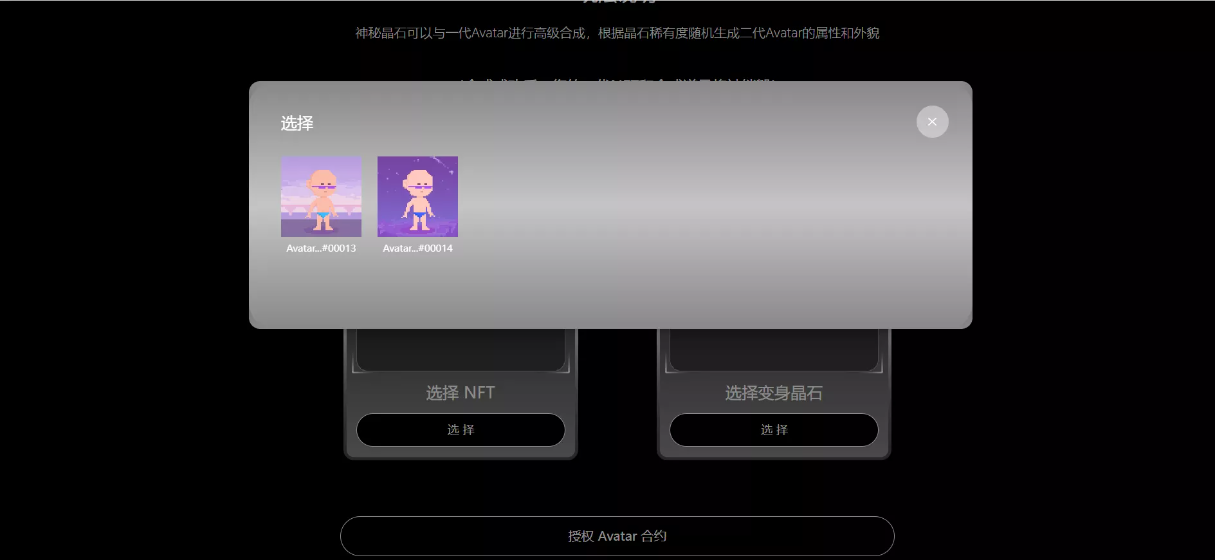 神秘晶石可以与一代Avatar进行高级合成，根据晶石稀有度随机生成二代Avatar的属性和外貌
选择
Avatar...#00013
Avatar...#00014
选择 NFT
选择变身晶石
选 择
选 择
授权 Avatar 合约